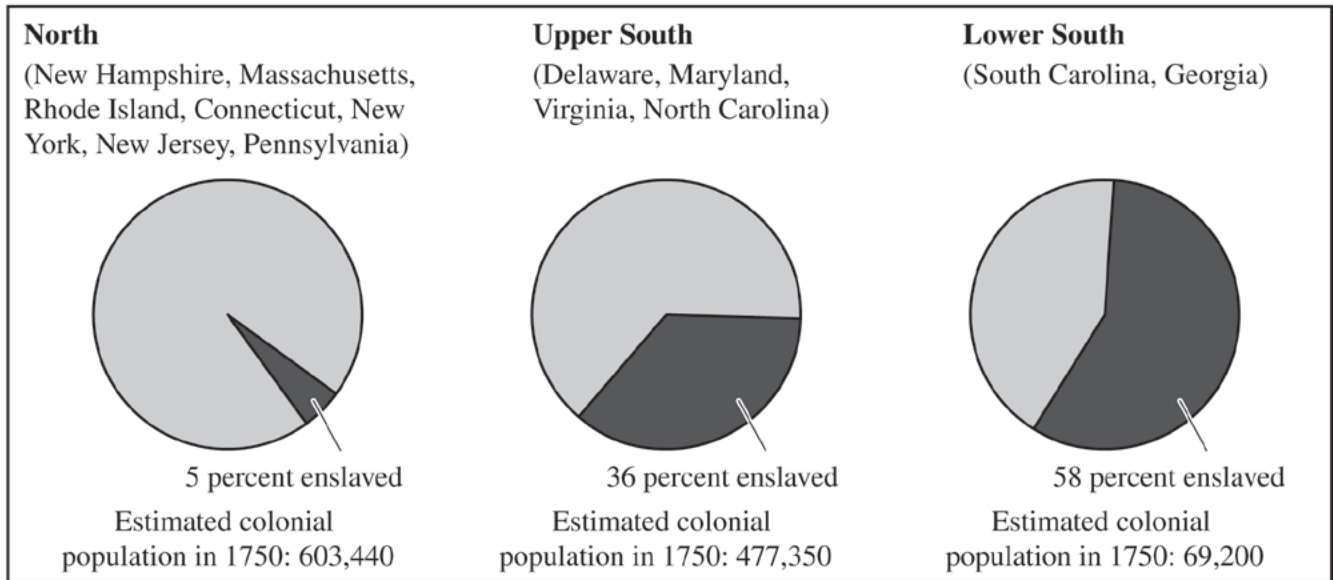 North
(New Hampshire, Massachusetts,
Rhode Island, Connecticut, New
York, New Jersey, Pennsylvania)
5 percent enslaved
Estimated colonial
population in 1750: 603,440
Upper South
(Delaware, Maryland,
Virginia, North Carolina)
36 percent enslaved
Estimated colonial
population in 1750: 477,350
Lower South
(South Carolina, Georgia)
58 percent enslaved
Estimated colonial
population in 1750: 69,200